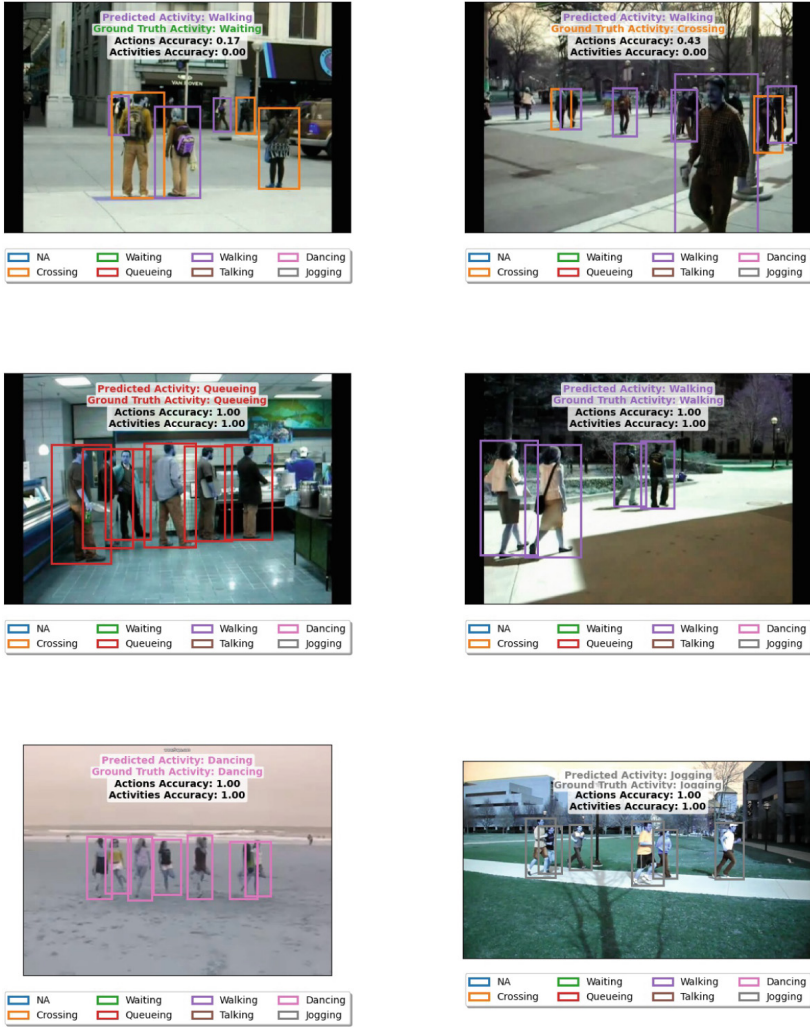 Predicted Activity: Walking
Ground Truth Activity: Waiting
Actions Accuracy: 0.17
Activities Accuracy: 0.00
VAN HOVEN
NA Waiting Walking Dancing
Crossing Queueing Talking Jogging
Predicted Activity: Walking
Ground Truth Activity: Crossing
Actions Accuracy: 0.43
Activities Accuracy: 0.00
NA Waiting Walking Dancing
Crossing Queueing Talking Jogging
Predicted Activity: Queueing
Ground Truth Activity: Queueing
Actions Accuracy: 1.00
Activities Accuracy: 1.00
NA Waiting Walking Dancing
Crossing Queueing Talking Jogging
Predicted Activity: Walking
Ground Truth Activity: Walking
Actions Accuracy: 1.00
Activities Accuracy: 1.00
NA Waiting Walking Dancing
Crossing Queueing Talking Jogging
Predicted Activity: Dancing
Ground Truth Activity: Dancing
Actions Accuracy: 1.00
Activities Accuracy: 1.00
NA Waiting Walking Dancing
Crossing Queueing Talking Jogging
Predicted Activity: Jogging
Ground Truth Activity: Jogging
Actions Accuracy: 1.00
Activities Accuracy: 1.00
NA Waiting Walking Dancing
Crossing Queueing Talking Jogging